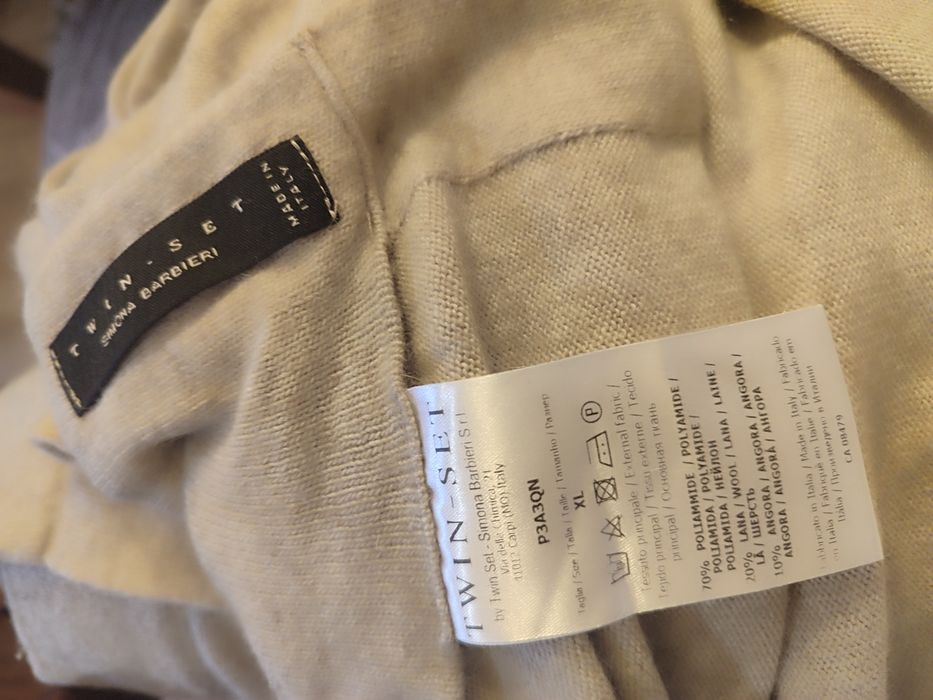 TWIN-SET
SIMONA BARBIERI
MADE IN
ITALY
TWIN-SET
by Twin Set - Simona Barbieri S.r.l
Via della Chimica, 21
41012 Carpi (MO) Italy
P3A3QN
Taglia / Size / Talla / Taille / Tamanho / Размер
XL
P
Tessuto principale / External fabric /
Tejido principal / Tissu externe / Tecido
principal / Основная ткань
70% POLIAMMIDE / POLYAMIDE /
POLIAMIDA / POLYAMIDE /
POLIAMIDA / НЕЙЛОН
20% LANA / WOOL / LANA / LAINE /
LÃ / ШЕРСТЬ
10% ANGORA / ANGORA / ANGORA /
ANGORA / ANGORÁ / АНГОРА
Fabbricato in Italia / Made in Italy / Fabricado
en Italia / Fabriqué en Italie / Fabricado em
Itália / Произведено в Италии
CA 08479